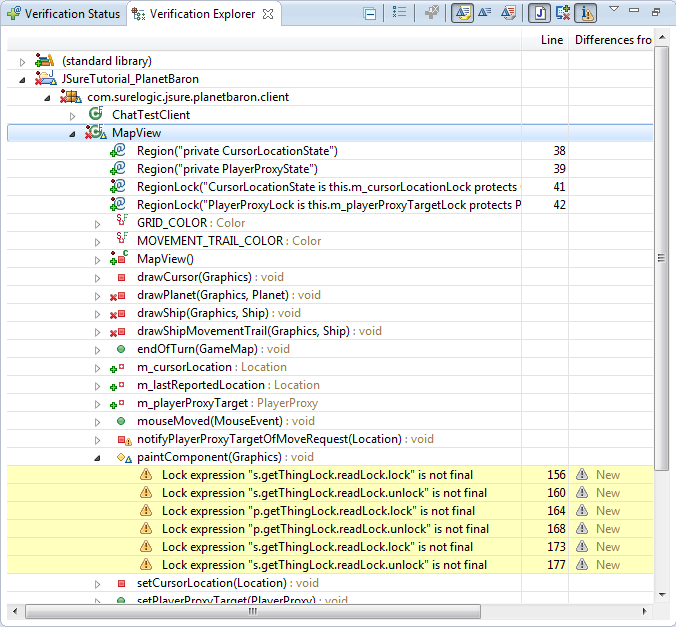 Verification Status Verification Explorer
Line Differences fro
(standard library)
JSureTutorial_PlanetBaron
com.surelogic.jsure.planetbaron.client
ChatTestClient
MapView
Region("private CursorLocationState") 38
Region("private PlayerProxyState") 39
RegionLock("CursorLocationState is this.m_cursorLocationLock protects 41
RegionLock("PlayerProxyLock is this.m_playerProxyTargetLock protects P 42
GRID_COLOR : Color
MOVEMENT_TRAIL_COLOR : Color
MapView()
drawCursor(Graphics) : void
drawPlanet(Graphics, Planet) : void
drawShip(Graphics, Ship) : void
drawShipMovementTrail(Graphics, Ship) : void
endOfTurn(GameMap) : void
m_cursorLocation : Location
m_lastReportedLocation : Location
m_playerProxyTarget : PlayerProxy
mouseMoved(MouseEvent) : void
notifyPlayerProxyTargetOfMoveRequest(Location) : void
paintComponent(Graphics) : void
Lock expression "s.getThingLock.readLock.lock" is not final 156 New
Lock expression "s.getThingLock.readLock.unlock" is not final 160 New
Lock expression "p.getThingLock.readLock.lock" is not final 164 New
Lock expression "p.getThingLock.readLock.unlock" is not final 168 New
Lock expression "s.getThingLock.readLock.lock" is not final 173 New
Lock expression "s.getThingLock.readLock.unlock" is not final 177 New
setCursorLocation(Location) : void
setPlayerProxyTarget(PlayerProxy) : void